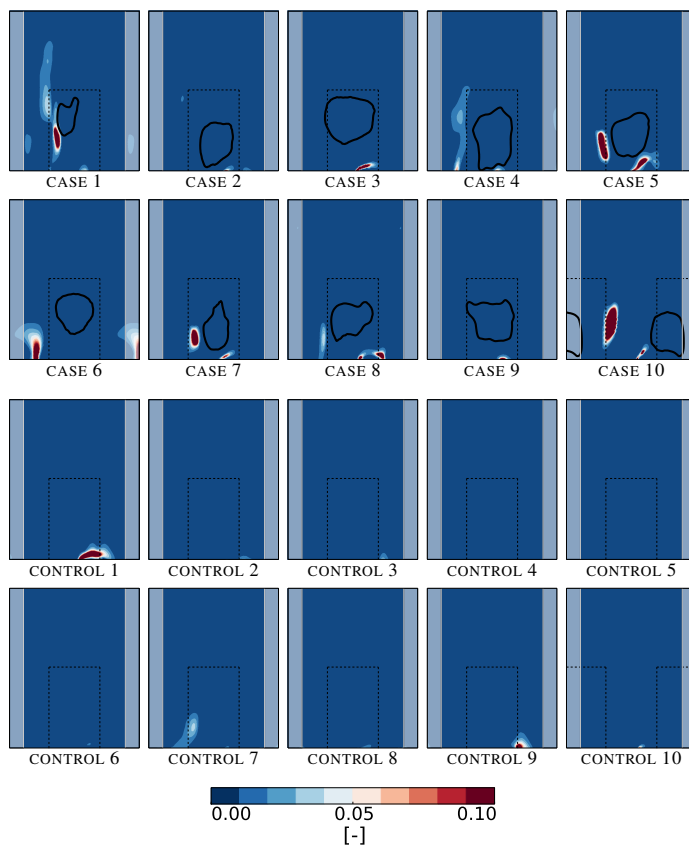 CASE 1 CASE 2 CASE 3 CASE 4 CASE 5
CASE 6 CASE 7 CASE 8 CASE 9 CASE 10
CONTROL 1 CONTROL 2 CONTROL 3 CONTROL 4 CONTROL 5
CONTROL 6 CONTROL 7 CONTROL 8 CONTROL 9 CONTROL 10
0.00 0.05 0.10
[-]